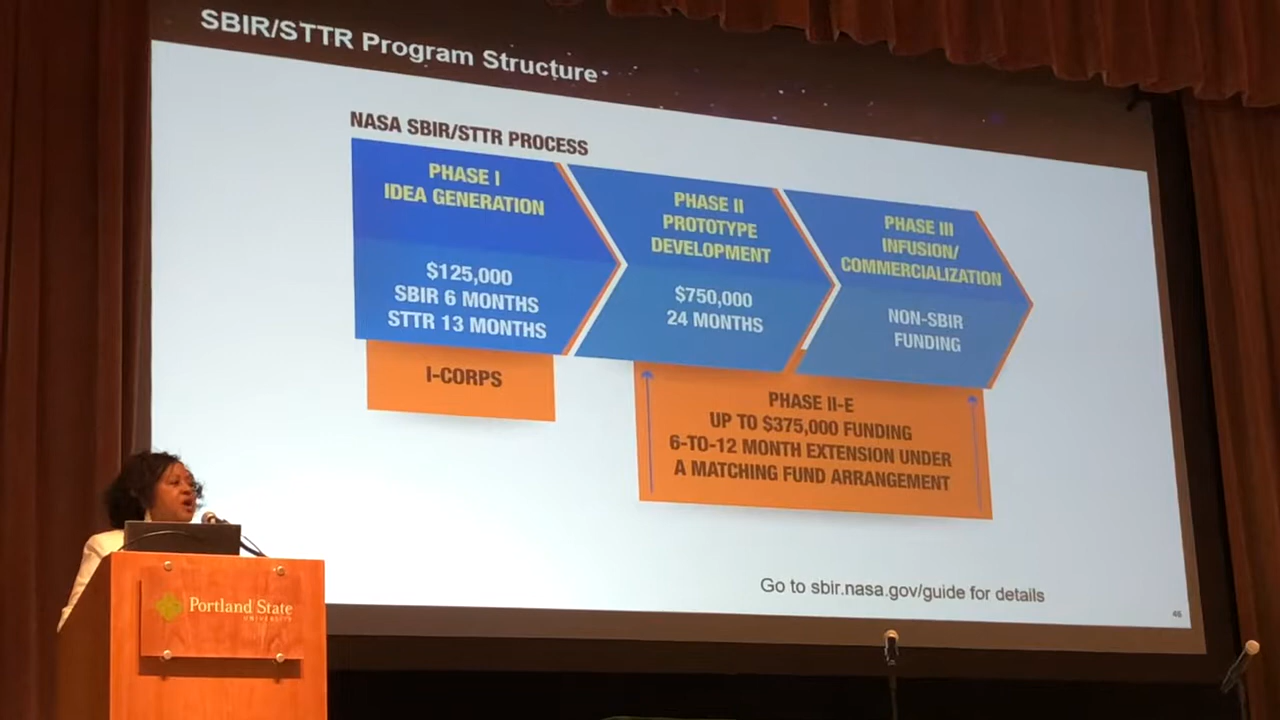 SBIR/STTR Program Structure
NASA SBIR/STTR PROCESS
PHASE I
IDEA GENERATION
$125,000
SBIR 6 MONTHS
STTR 13 MONTHS
PHASE II
PROTOTYPE
DEVELOPMENT
$750,000
24 MONTHS
PHASE III
INFUSION/
COMMERCIALIZATION
NON-SBIR
FUNDING
I-CORPS
PHASE II-E
UP TO $375,000 FUNDING
6-TO-12 MONTH EXTENSION UNDER
A MATCHING FUND ARRANGEMENT
Go to sbir.nasa.gov/guide for details
46
Portland State
UNIVERSITY